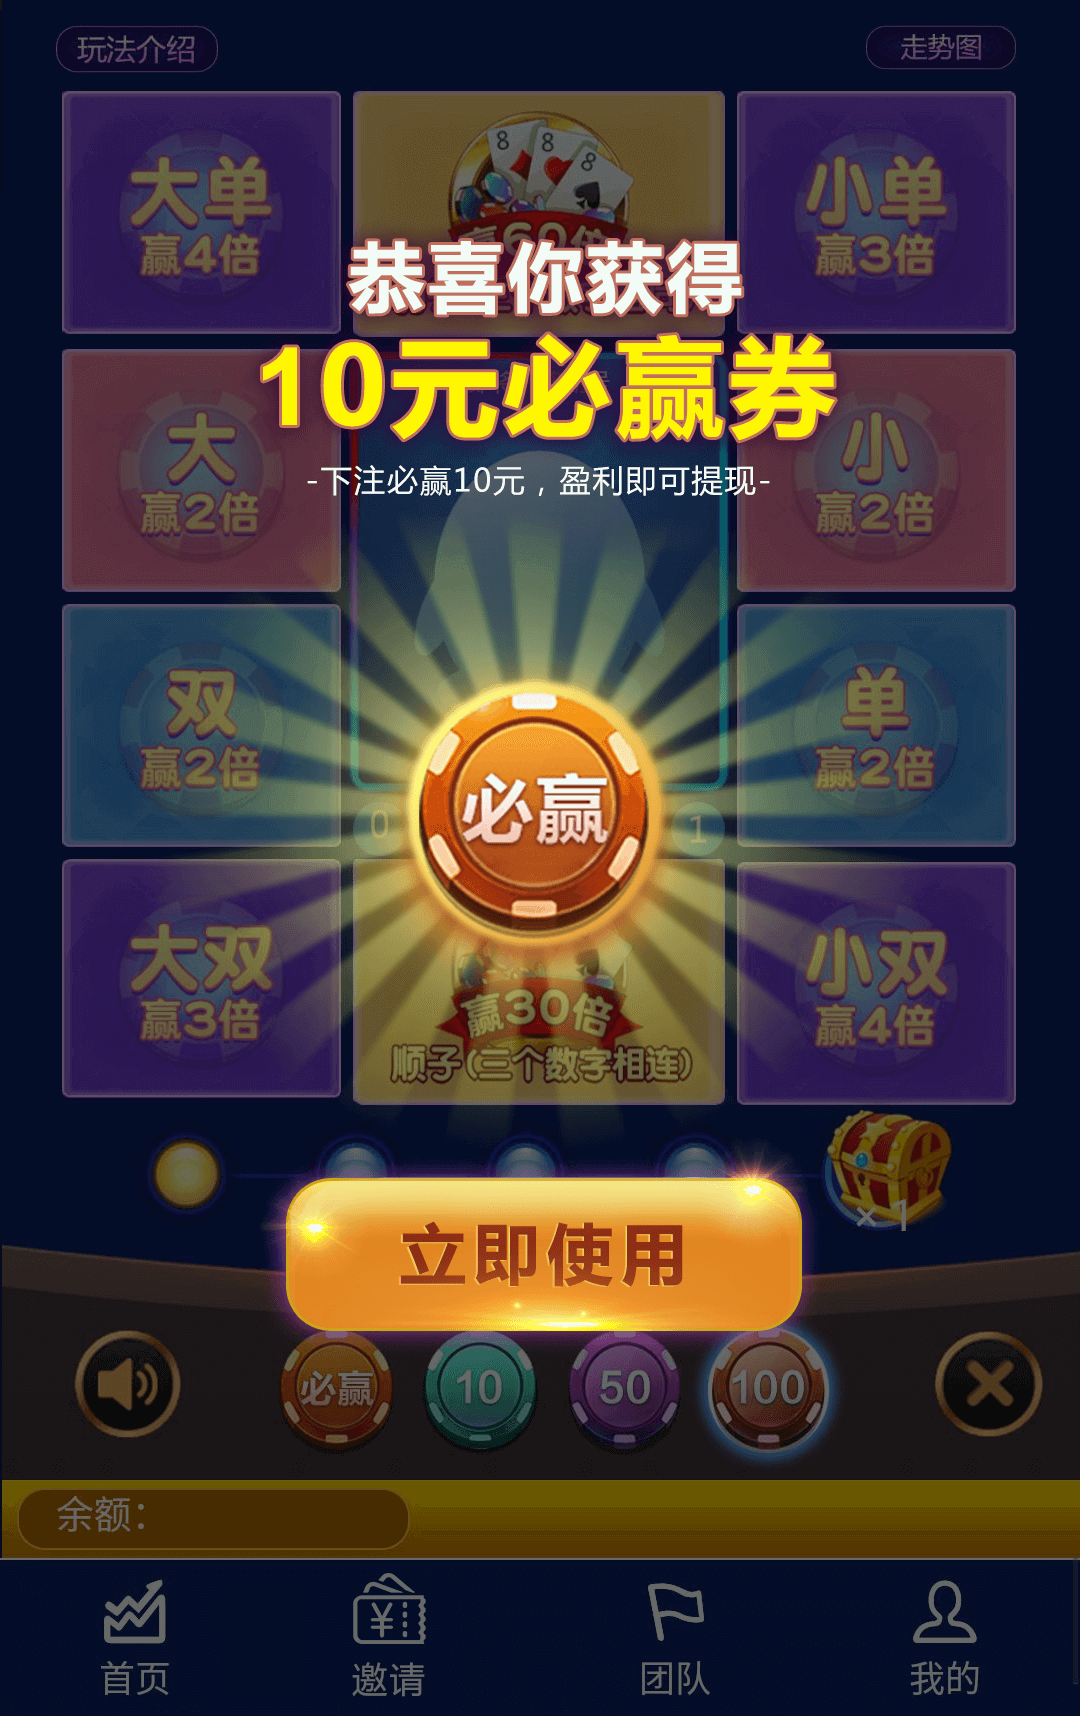 玩法介绍
走势图
大单
赢4倍
8
8
8
赢60倍
小单
赢3倍
恭喜你获得
10元必赢券
-下注必赢10元，盈利即可提现-
大
赢2倍
小
赢2倍
双
赢2倍
单
赢2倍
必赢
0
1
大双
赢3倍
赢30倍
顺子(三个数字相连)
小双
赢4倍
×1
立即使用
必赢
10
50
100
余额：
首页
邀请
团队
我的